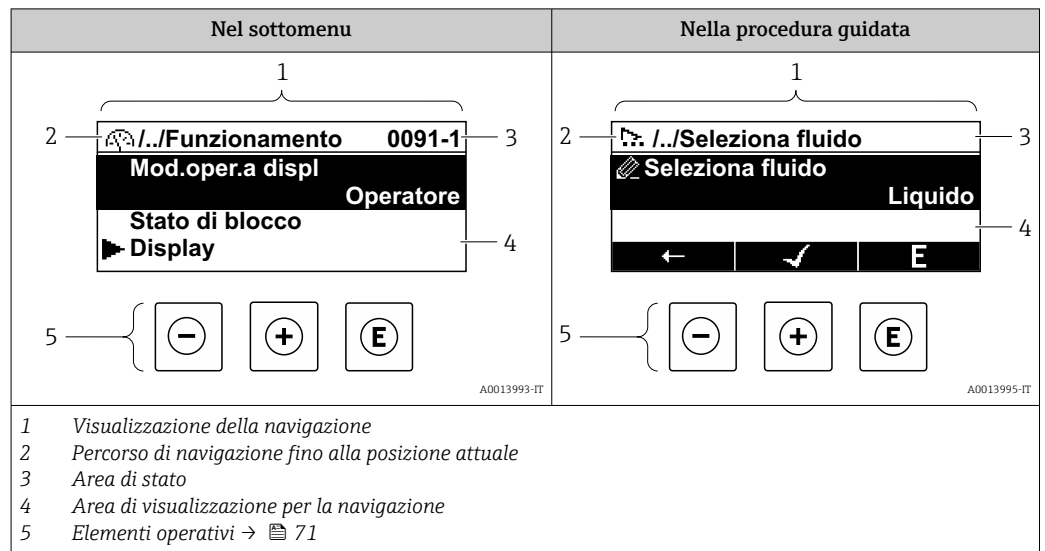 Nel sottomenu
Nella procedura guidata
1
2
/../Funzionamento 0091-1
3
Mod.oper.a displ
Operatore
Stato di blocco
Display
4
5
- + E
A0013993-IT
1
2
/../Seleziona fluido
3
Seleziona fluido
Liquido
4
← ✓ E
5
- + E
A0013995-IT
1 Visualizzazione della navigazione
2 Percorso di navigazione fino alla posizione attuale
3 Area di stato
4 Area di visualizzazione per la navigazione
5 Elementi operativi → 71